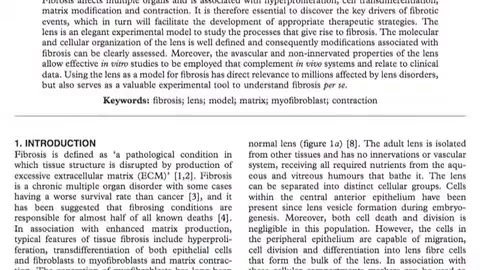 Fibrosis affects multiple organs and is associated with hyperproliferation, cell transdifferentiation,
matrix modification and contraction. It is therefore essential to discover the key drivers of fibrotic
events, which in turn will facilitate the development of appropriate therapeutic strategies. The
lens is an elegant experimental model to study the processes that give rise to fibrosis. The molecular
and cellular organization of the lens is well defined and consequently modifications associated with
fibrosis can be clearly assessed. Moreover, the avascular and non-innervated properties of the lens
allow effective in vitro studies to be employed that complement in vivo systems and relate to clinical
data. Using the lens as a model for fibrosis has direct relevance to millions affected by lens disorders,
but also serves as a valuable experimental tool to understand fibrosis per se.
Keywords: fibrosis; lens; model; matrix; myofibroblast; contraction
1. INTRODUCTION
Fibrosis is defined as ‘a pathological condition in
which tissue structure is disrupted by production of
excessive extracellular matrix (ECM)’ [1,2]. Fibrosis
is a chronic multiple organ disorder with some cases
having a worse survival rate than cancer [3], and it
has been suggested that fibrosing conditions are
responsible for almost half of all known deaths [4].
In association with enhanced matrix production,
typical features of tissue fibrosis include hyperprolif-
eration, transdifferentiation of both epithelial cells
and fibroblasts to myofibroblasts and matrix contrac-
normal lens (figure 1a) [8]. The adult lens is isolated
from other tissues and has no innervations or vascular
system, receiving all required nutrients from the aqu-
eous and vitreous humours that bathe it. The lens
can be separated into distinct cellular groups. Cells
within the central anterior epithelium have been
present since lens vesicle formation during embryo-
genesis. Moreover, both cell death and division is
negligible in this population. However, the cells in
the peripheral epithelium are capable of migration,
cell division and differentiation into lens fibre cells
that form the bulk of the lens. In association with